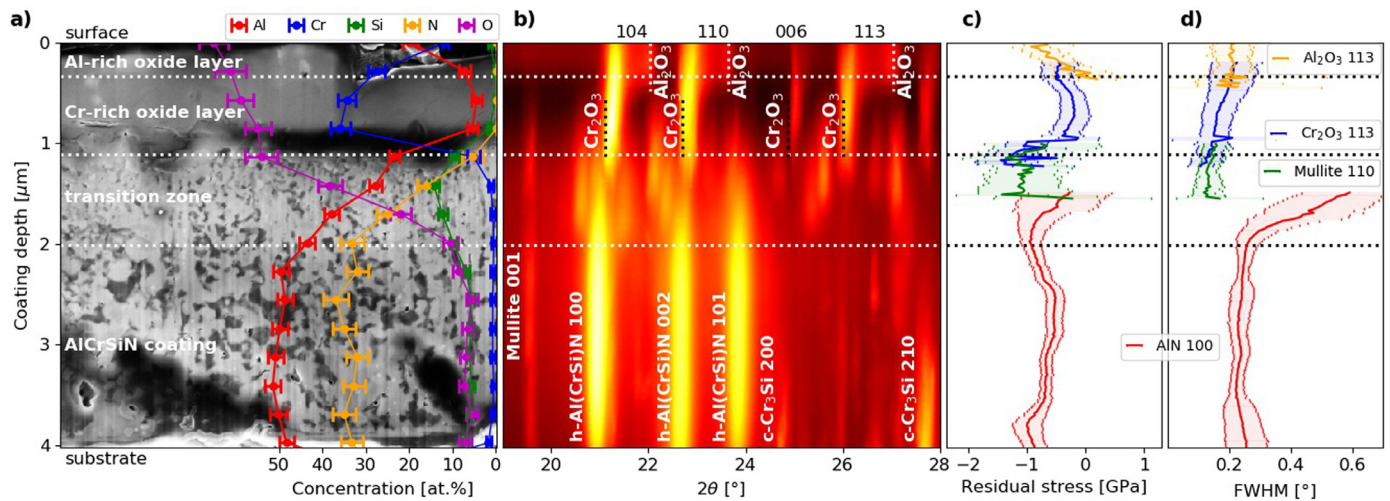 a)
surface
Al Cr Si N O
0
1
2
3
4
Coating depth [µm]
Al-rich oxide layer
Cr-rich oxide layer
transition zone
AlCrSiN coating
substrate
50 40 30 20 10 0
Concentration [at.%]
b)
104 110 006 113
Al2O3
Al2O3
Al2O3
Cr2O3
Cr2O3
Cr2O3
Cr2O3
Mullite 001
h-Al(CrSi)N 100
h-Al(CrSi)N 002
h-Al(CrSi)N 101
c-Cr3Si 200
c-Cr3Si 210
20 22 24 26 28
2θ [°]
c)
−2 −1 0 1
Residual stress [GPa]
d)
Al2O3 113
Cr2O3 113
Mullite 110
AlN 100
0.2 0.4 0.6
FWHM [°]